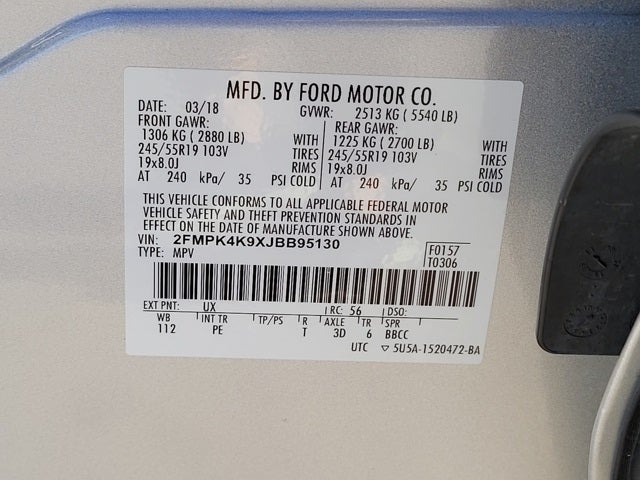 MFD. BY FORD MOTOR CO.
DATE: 03/18 GVWR: 2513 KG ( 5540 LB)
FRONT GAWR: REAR GAWR:
1306 KG ( 2880 LB) WITH 1225 KG ( 2700 LB) WITH
245/55R19 103V TIRES 245/55R19 103V TIRES
19x8.0J 19x8.0J
AT 240 kPa/ 35 PSI COLD AT 240 kPa/ 35 PSI COLD
THIS VEHICLE CONFORMS TO ALL APPLICABLE FEDERAL MOTOR
VEHICLE SAFETY AND THEFT PREVENTION STANDARDS IN
EFFECT ON THE DATE OF MANUFACTURE SHOWN ABOVE.
VIN: 2FMPK4K9XJBB95130 F0157
TYPE: MPV T0306
EXT PNT: UX RC: 56 DSO:
WB INT TR TP/PS R AXLE TR SPR
112 PE T 3D 6 BBCC
UTC ▽ 5U5A-1520472-BA